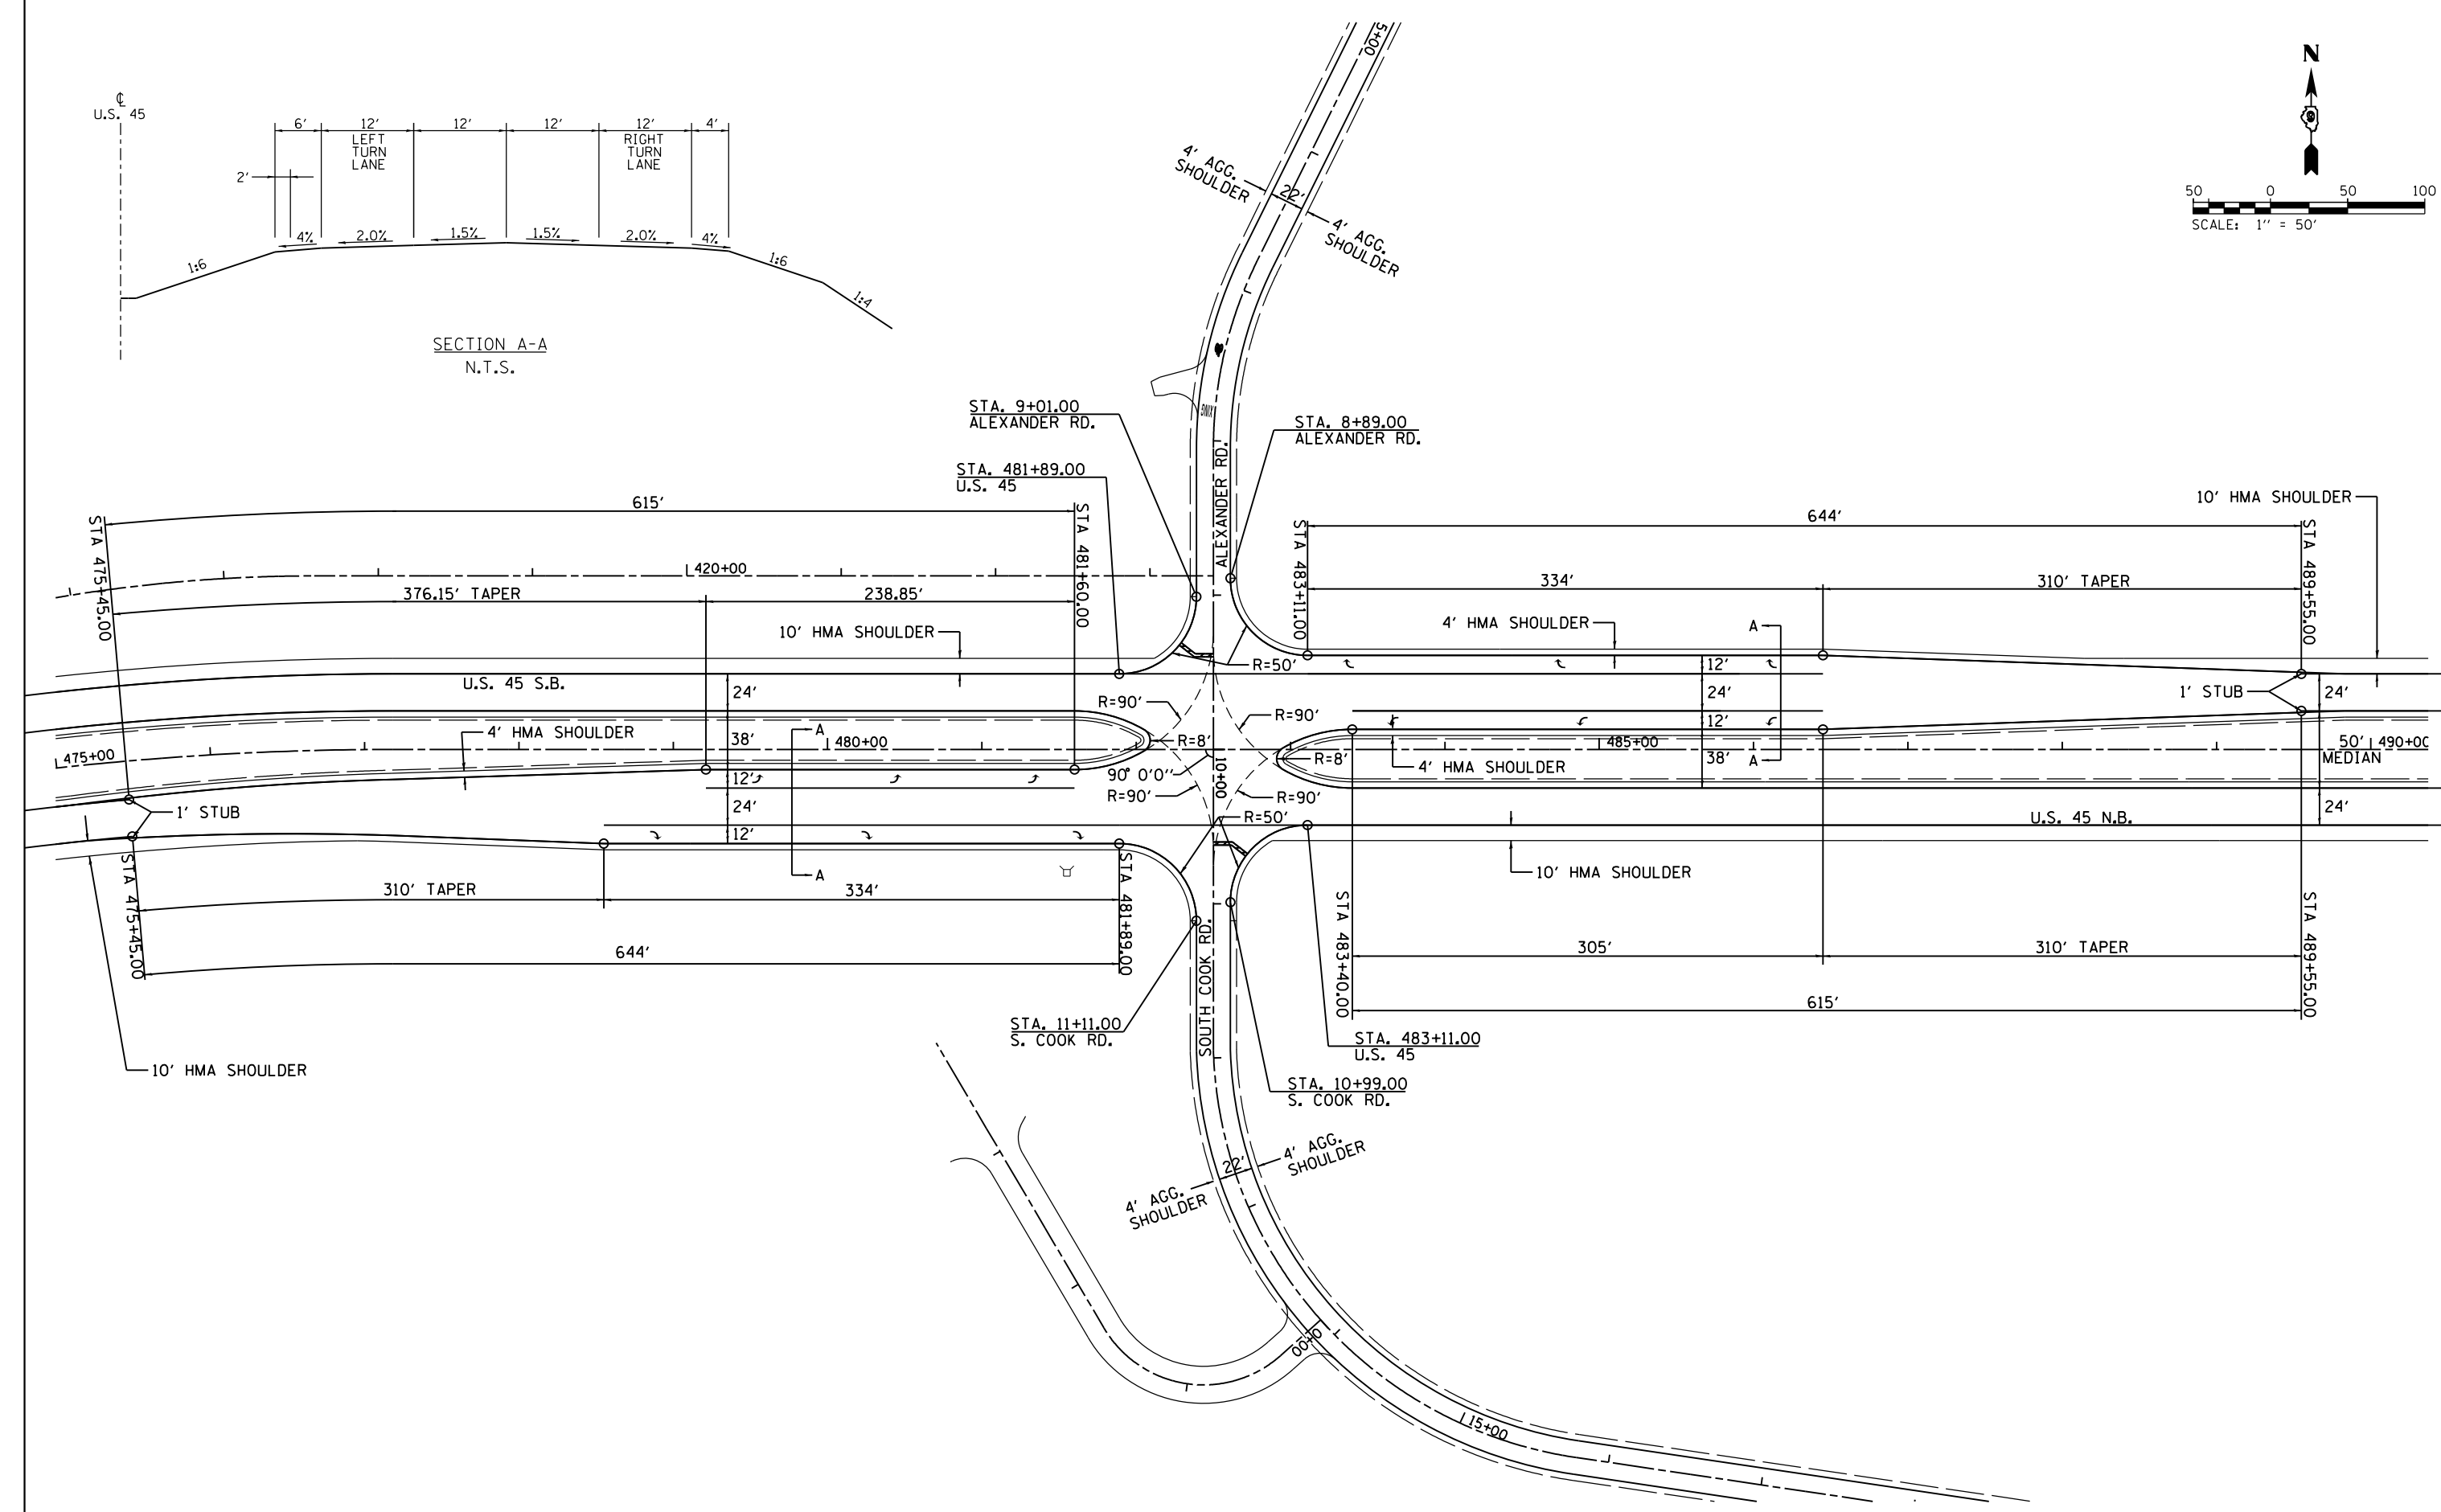 ℄
U.S. 45
6'
12'
12'
12'
12'
4'
LEFT
TURN
LANE
RIGHT
TURN
LANE
2'
4%
2.0%
1.5%
1.5%
2.0%
4%
1:6
1:6
1:4
SECTION A-A
N.T.S.
N
50
0
50
100
SCALE: 1" = 50'
5+00
4' AGG.
SHOULDER
22'
4' AGG.
SHOULDER
STA. 9+01.00
ALEXANDER RD.
STA. 8+89.00
ALEXANDER RD.
STA. 481+89.00
U.S. 45
ALEXANDER RD.
615'
STA 475+45.00
STA 481+60.00
420+00
376.15' TAPER
238.85'
10' HMA SHOULDER
644'
STA 483+11.00
STA 489+55.00
10' HMA SHOULDER
334'
310' TAPER
4' HMA SHOULDER
A
R=50'
U.S. 45 S.B.
24'
12'
24'
1' STUB
24'
R=90'
R=90'
12'
4' HMA SHOULDER
38'
A
480+00
R=8'
R=8'
485+00
38'
A
50'
MEDIAN
490+00
475+00
90° 0'0"
10+00
4' HMA SHOULDER
12'
R=90'
R=90'
1' STUB
24'
R=50'
24'
12'
U.S. 45 N.B.
A
10' HMA SHOULDER
STA 475+45.00
310' TAPER
334'
STA 481+89.00
644'
SOUTH COOK RD.
STA 483+40.00
305'
310' TAPER
STA 489+55.00
615'
STA. 11+11.00
S. COOK RD.
STA. 483+11.00
U.S. 45
10' HMA SHOULDER
STA. 10+99.00
S. COOK RD.
4' AGG.
SHOULDER
22'
4' AGG.
SHOULDER
0+00
15+00